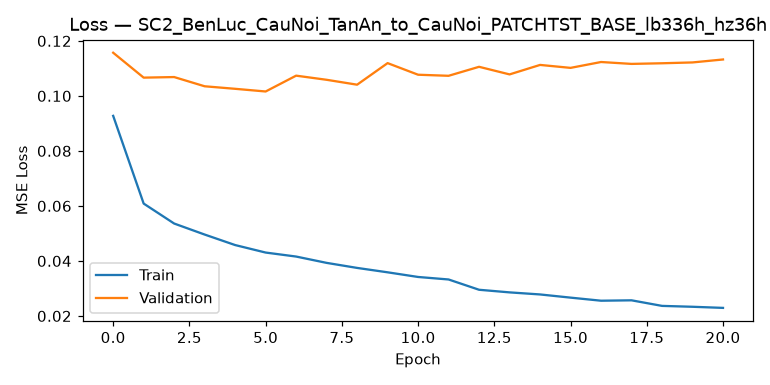 Loss — SC2_BenLuc_CauNoi_TanAn_to_CauNoi_PATCHTST_BASE_lb336h_hz36h
0.12
0.10
0.08
0.06
0.04
0.02
MSE Loss
Train
Validation
0.0 2.5 5.0 7.5 10.0 12.5 15.0 17.5 20.0
Epoch